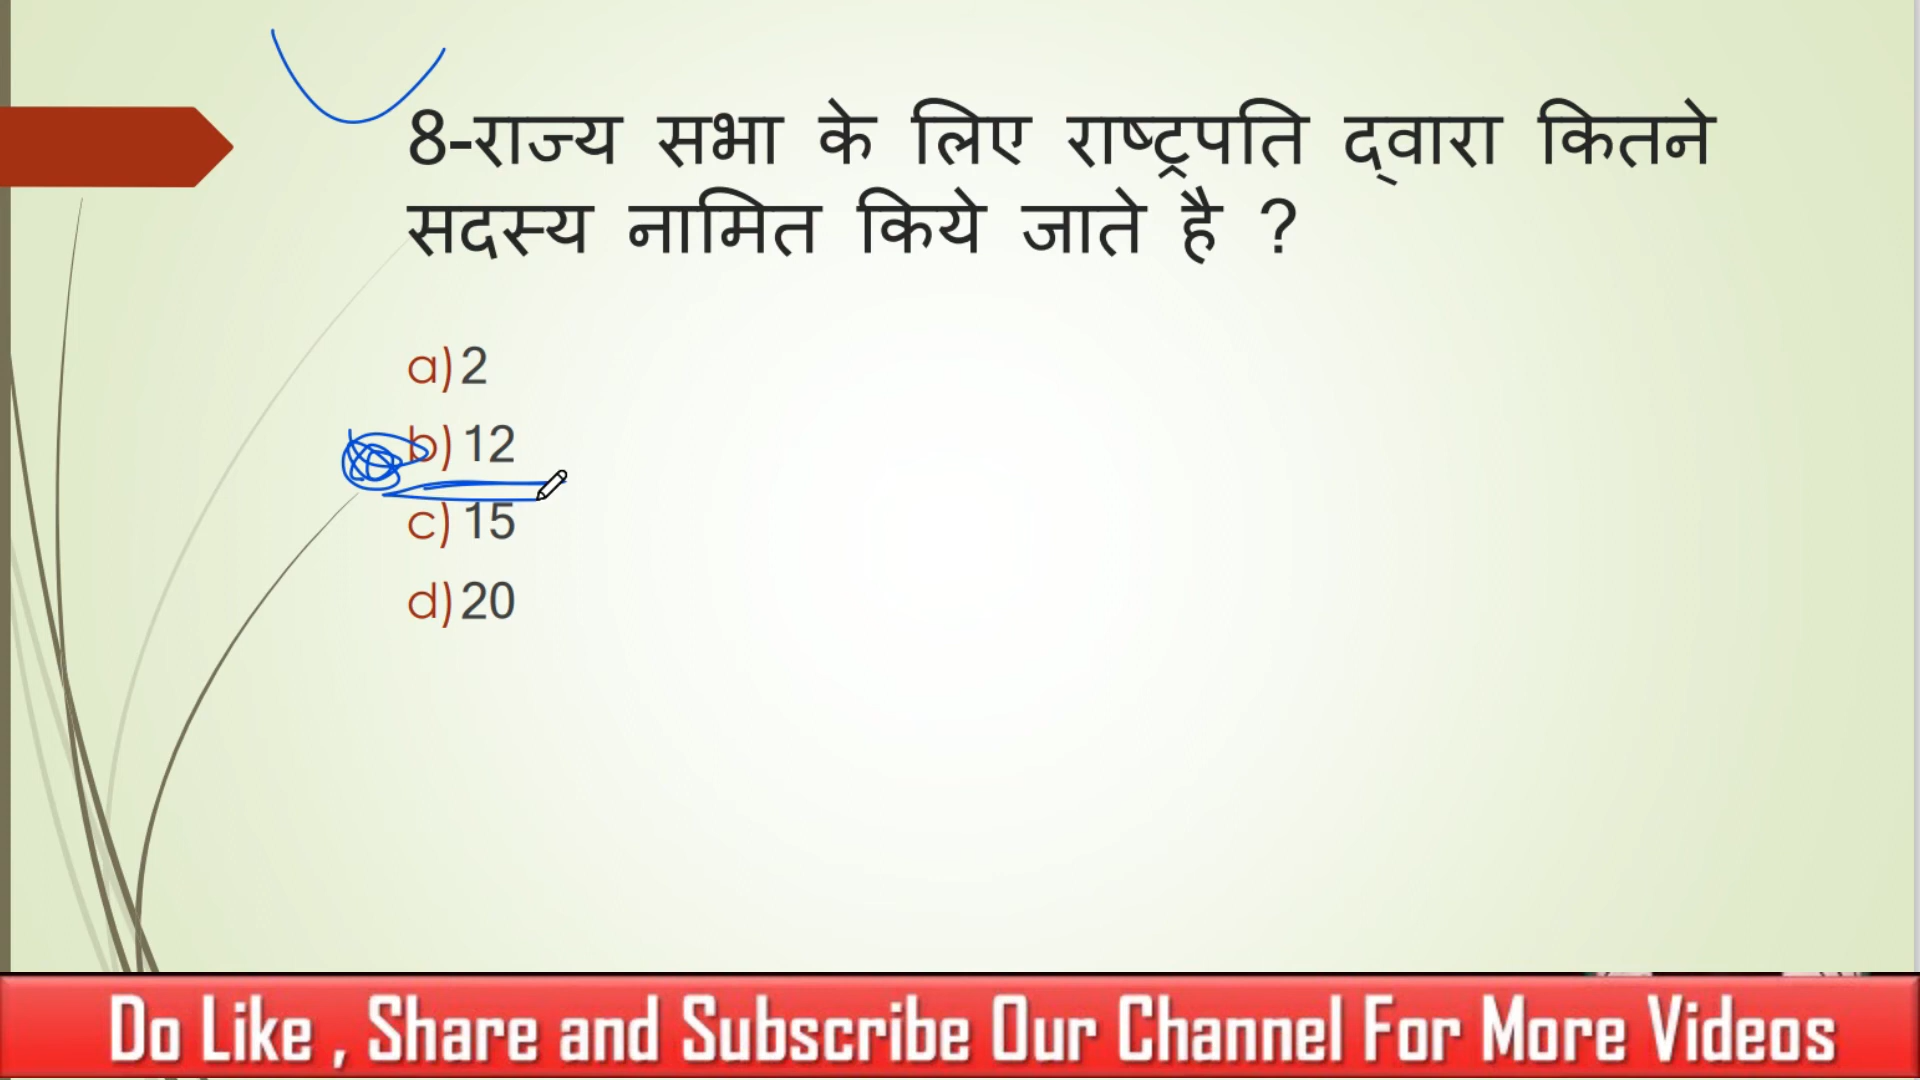 8-राज्य सभा के लिए राष्ट्रपति द्वारा कितने
सदस्य नामित किये जाते है ?
a) 2
b) 12
c) 15
d) 20
Do Like , Share and Subscribe Our Channel For More Videos